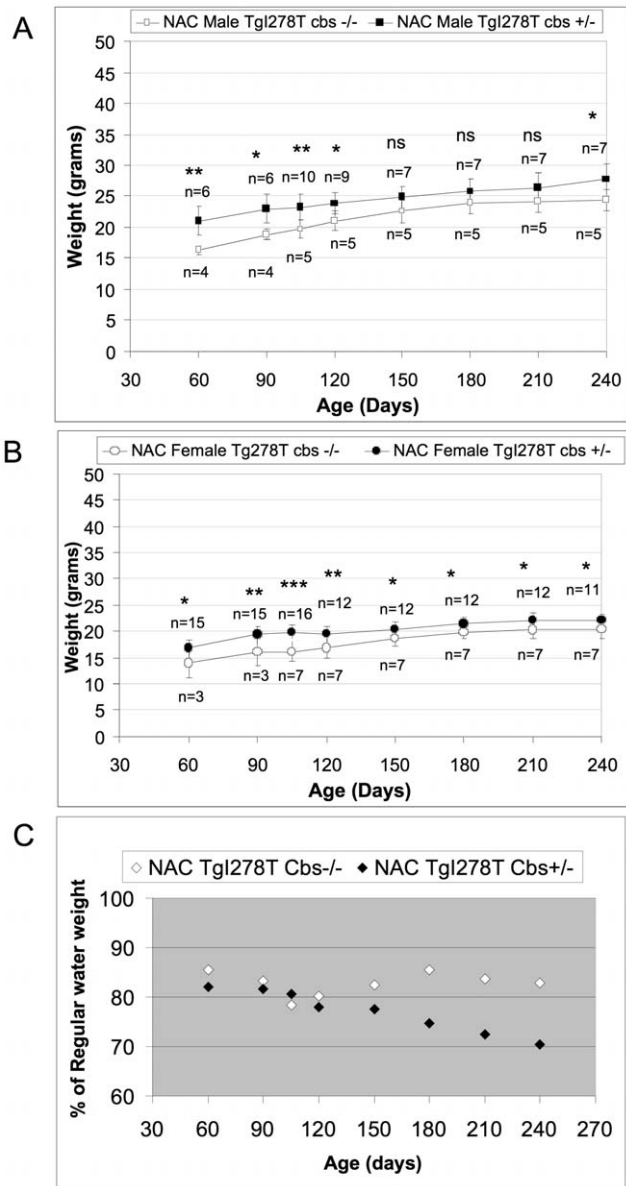 A
NAC Male TgI278T cbs -/- NAC Male TgI278T cbs +/-
50
45
40
35
30
25
20
15
10
5
0
Weight (grams)
** * ** * ns ns ns *
n=6 n=6 n=10 n=9 n=7 n=7 n=7 n=7
n=4 n=4 n=5 n=5 n=5 n=5 n=5 n=5
30 60 90 120 150 180 210 240
Age (Days)
B
NAC Female Tg278T cbs -/- NAC Female TgI278T cbs +/-
50
45
40
35
30
25
20
15
10
5
0
Weight (grams)
* ** *** ** * * * *
n=15 n=15 n=16 n=12 n=12 n=12 n=12 n=11
n=3 n=3 n=7 n=7 n=7 n=7 n=7 n=7
30 60 90 120 150 180 210 240
Age (Days)
C
NAC TgI278T Cbs-/- NAC TgI278T Cbs+/-
100
90
80
70
60
% of Regular water weight
30 60 90 120 150 180 210 240 270
Age (days)